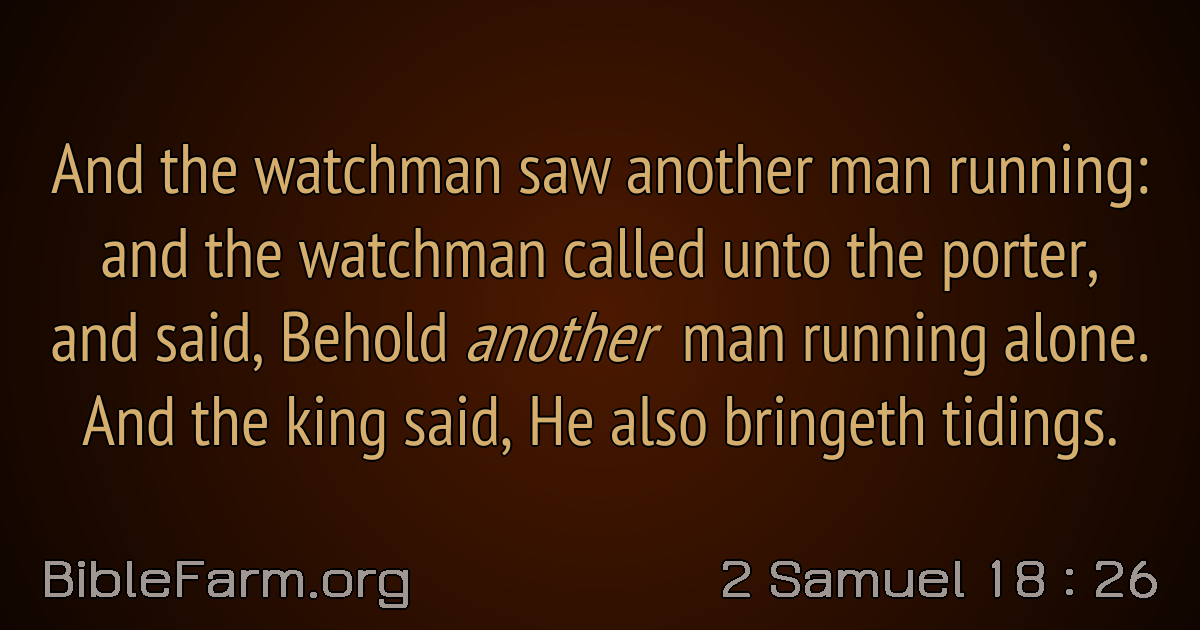 And the watchman saw another man running:
and the watchman called unto the porter,
and said, Behold another man running alone.
And the king said, He also bringeth tidings.
BibleFarm.org
2 Samuel 18 : 26